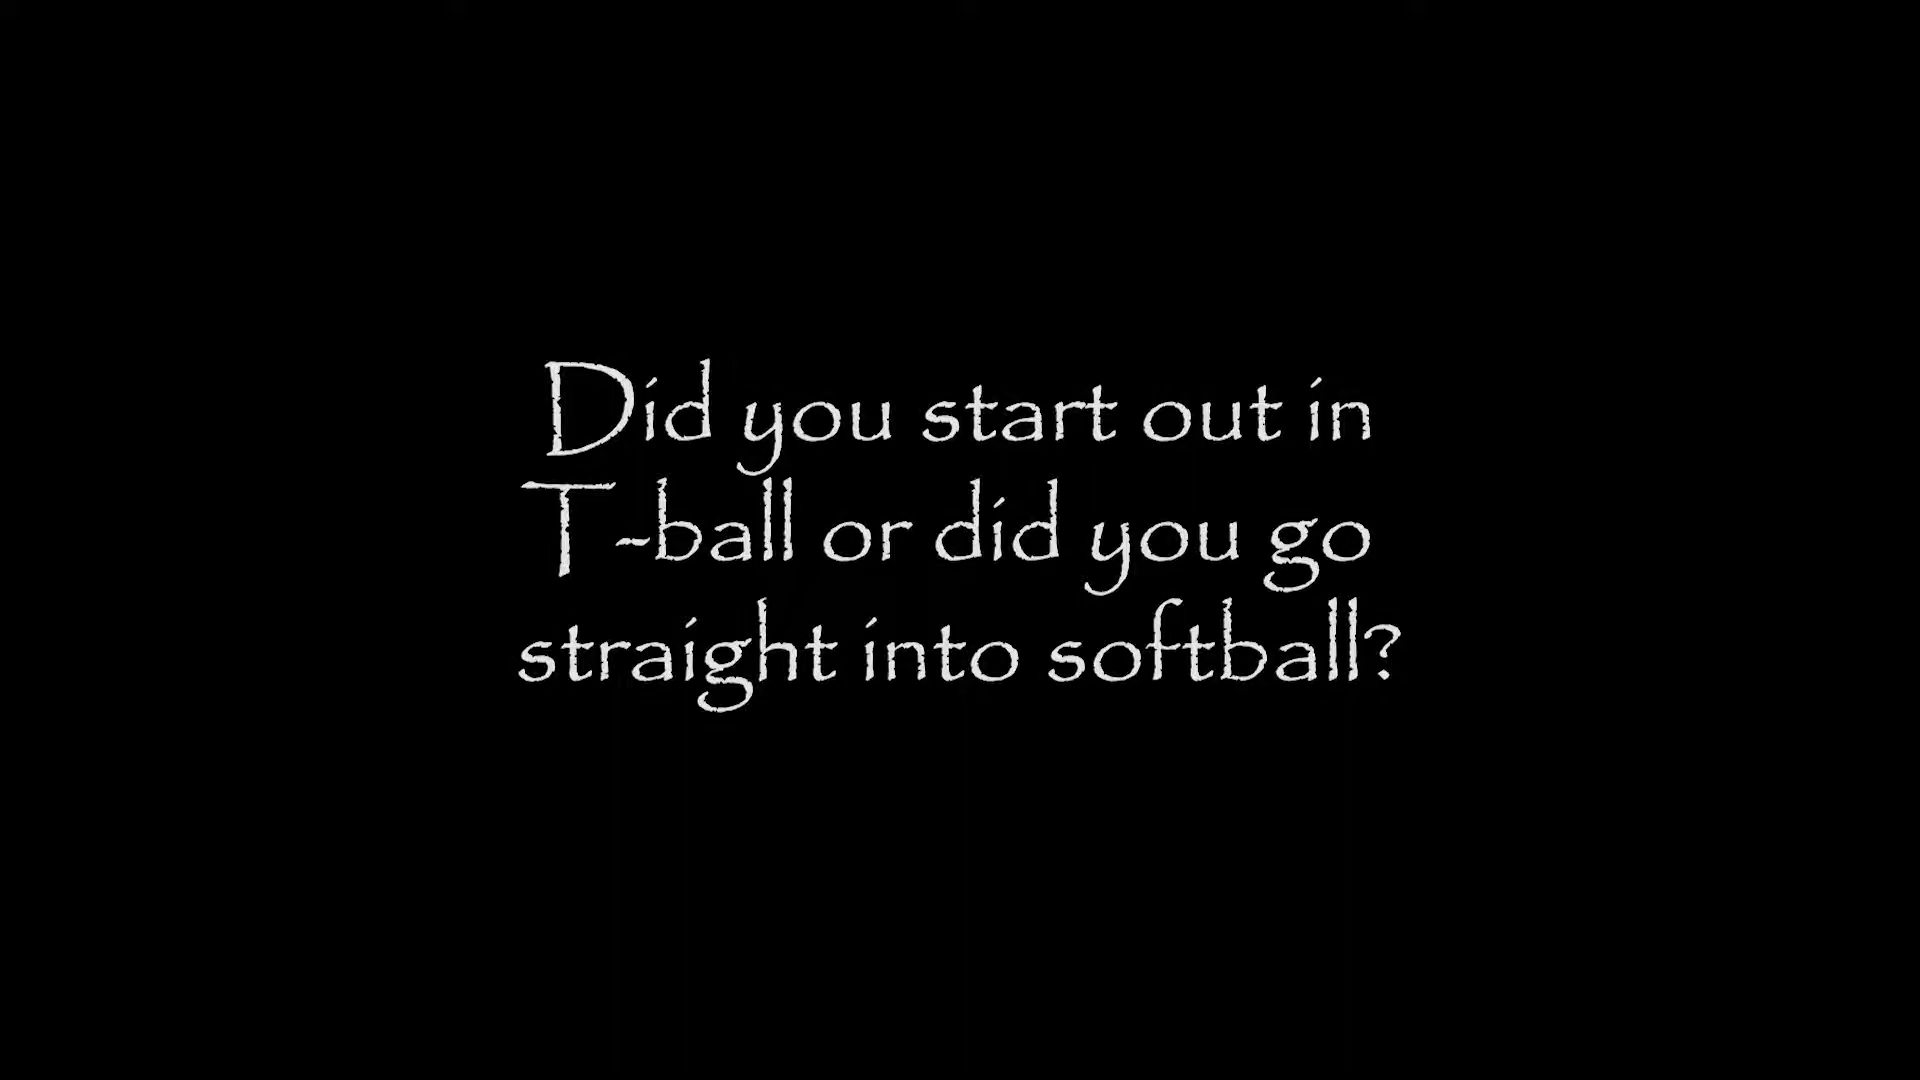 Did you start out in
T-ball or did you go
straight into softball?